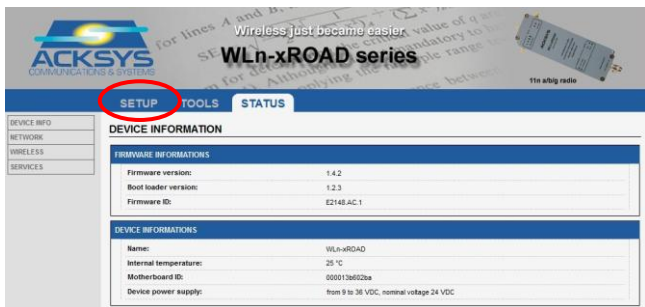 Wireless just became easier
WLn-xROAD series
ACKSYS
COMMUNICATIONS & SYSTEMS
11n a/b/g radio
SETUP TOOLS STATUS
DEVICE INFO
NETWORK
WIRELESS
SERVICES
DEVICE INFORMATION
FIRMWARE INFORMATIONS
Firmware version: 1.4.2
Boot loader version: 1.2.3
Firmware ID: E2148.AC.1
DEVICE INFORMATIONS
Name: WLn-xROAD
Internal temperature: 25 °C
Motherboard ID: 000013b602ba
Device power supply: from 9 to 36 VDC, nominal voltage 24 VDC